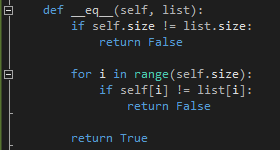 def __eq__(self, list):
    if self.size != list.size:
        return False

    for i in range(self.size):
        if self[i] != list[i]:
            return False

    return True